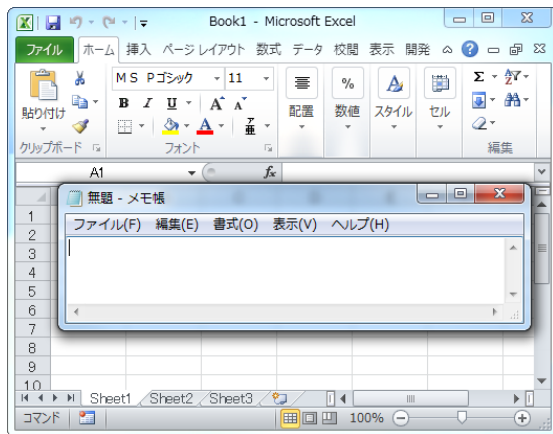 Book1 - Microsoft Excel
ファイル ホーム 挿入 ページ レイアウト 数式 データ 校閲 表示 開発
貼り付け
MS Pゴシック 11
B I U A A
A 亜
配置
%
数値
A
スタイル
セル
Σ
クリップボード フォント 編集
A1 fx
無題 - メモ帳
ファイル(F) 編集(E) 書式(O) 表示(V) ヘルプ(H)
1
2
3
4
5
6
7
8
9
10
Sheet1 Sheet2 Sheet3
コマンド 100%